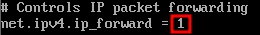 # Controls IP packet forwarding
net.ipv4.ip_forward = 1